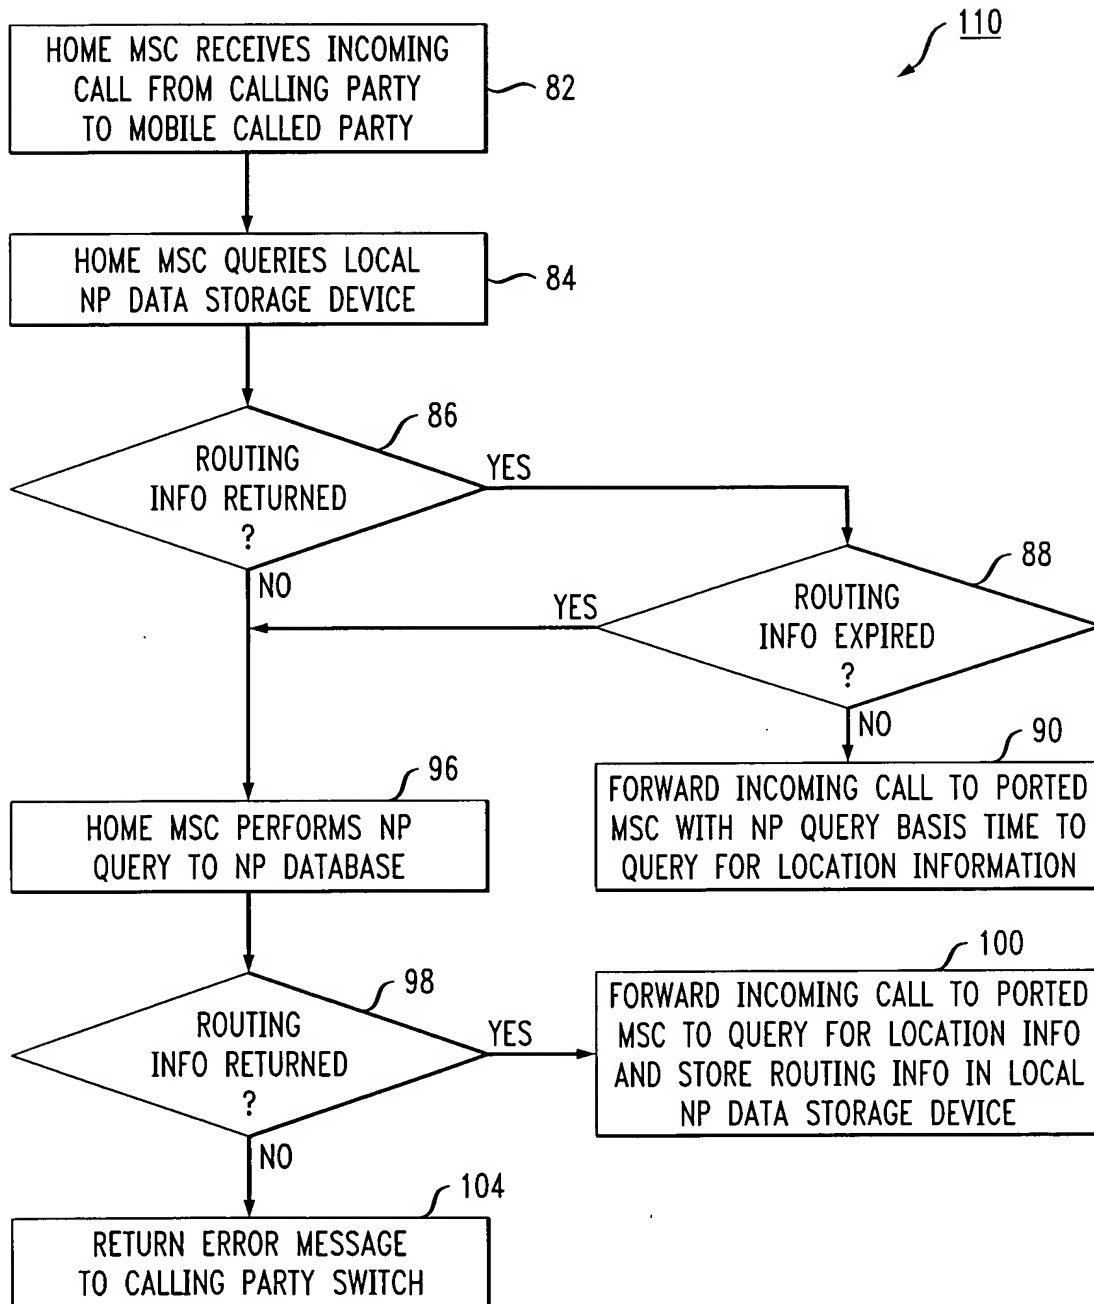 110
HOME MSC RECEIVES INCOMING
CALL FROM CALLING PARTY
TO MOBILE CALLED PARTY
82
HOME MSC QUERIES LOCAL
NP DATA STORAGE DEVICE
84
86
ROUTING
INFO RETURNED
?
YES
NO
88
ROUTING
INFO EXPIRED
?
YES
NO
90
FORWARD INCOMING CALL TO PORTED
MSC WITH NP QUERY BASIS TIME TO
QUERY FOR LOCATION INFORMATION
96
HOME MSC PERFORMS NP
QUERY TO NP DATABASE
98
ROUTING
INFO RETURNED
?
YES
NO
100
FORWARD INCOMING CALL TO PORTED
MSC TO QUERY FOR LOCATION INFO
AND STORE ROUTING INFO IN LOCAL
NP DATA STORAGE DEVICE
104
RETURN ERROR MESSAGE
TO CALLING PARTY SWITCH